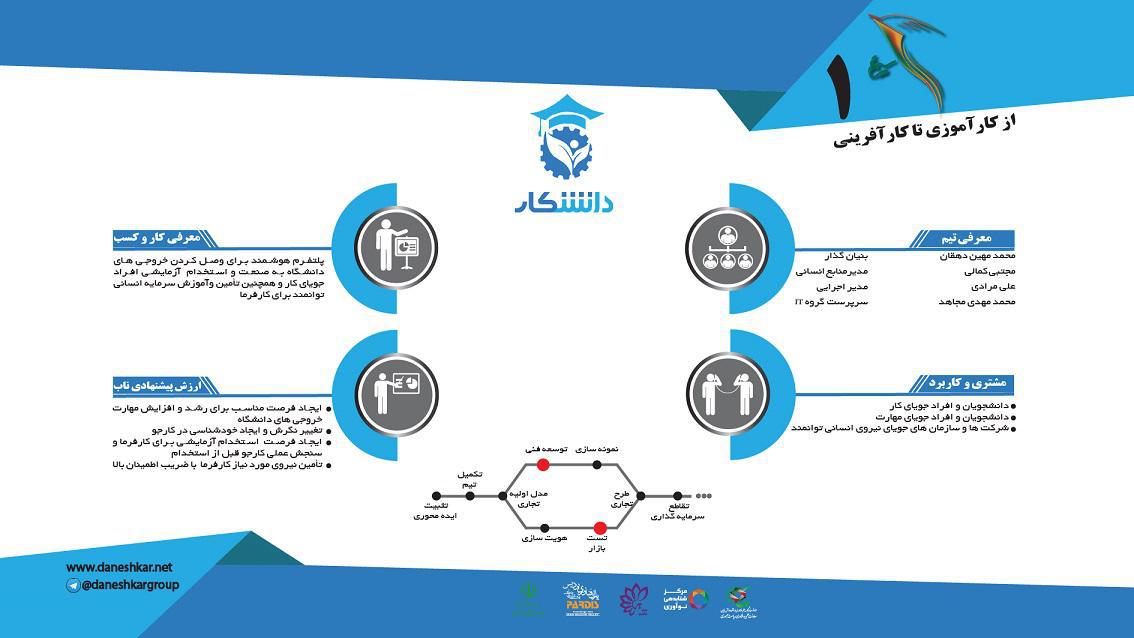 ۱
از کارآموزی تا کارآفرینی
دانشکار
معرفی تیم
محمد مهین دهقان بنیان گذار
مجتبی کمالی مدیرمنابع انسانی
علی مرادی مدیر اجرایی
محمد مهدی مجاهد سرپرست گروه IT
معرفی کار و کسب
پلتفرم هوشمند برای وصل کردن خروجی های
دانشگاه به صنعت و استخدام آزمایشی افراد
جویای کار و همچنین تأمین وآموزش سرمایه انسانی
توانمند برای کارفرما
مشتری و کاربرد
● دانشجویان و افراد جویای کار
● دانشجویان و افراد جویای مهارت
● شرکت ها و سازمان های جویای نیروی انسانی توانمند
ارزش پیشنهادی ناب
● ایجاد فرصت مناسب برای رشد و افزایش مهارت
خروجی های دانشگاه
● تغییر نگرش و ایجاد خودشناسی در کارجو
● ایجاد فرصت استخدام آزمایشی برای کارفرما و
سنجش عملی کارجو قبل از استخدام
● تأمین نیروی مورد نیاز کارفرما با ضریب اطمینان بالا
نمونه سازی
توسعه فنی
تکمیل
تیم
تثبیت
ایده محوری
مدل اولیه
تجاری
طرح
تجاری
تقاطع
سرمایه گذاری
هویت سازی
تست
بازار
www.daneshkar.net
@daneshkargroup
مرکز
شتابدهی
نوآوری
PARDIS